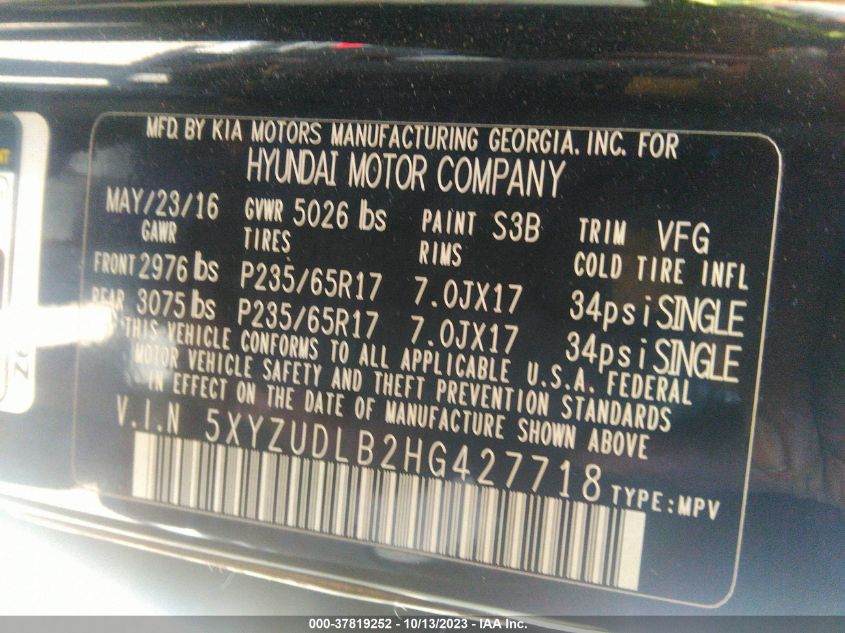 MFD. BY KIA MOTORS MANUFACTURING GEORGIA, INC. FOR
HYUNDAI MOTOR COMPANY
MAY/23/16 GVWR 5026 lbs PAINT S3B TRIM VFG
GAWR TIRES RIMS COLD TIRE INFL
FRONT 2976 lbs P235/65R17 7.0JX17 34psi SINGLE
REAR 3075 lbs P235/65R17 7.0JX17 34psi SINGLE
THIS VEHICLE CONFORMS TO ALL APPLICABLE U.S.A. FEDERAL
MOTOR VEHICLE SAFETY AND THEFT PREVENTION STANDARDS
IN EFFECT ON THE DATE OF MANUFACTURE SHOWN ABOVE
V.I.N 5XYZUDLB2HG427718 TYPE:MPV
000-37819252 - 10/13/2023 - IAA Inc.